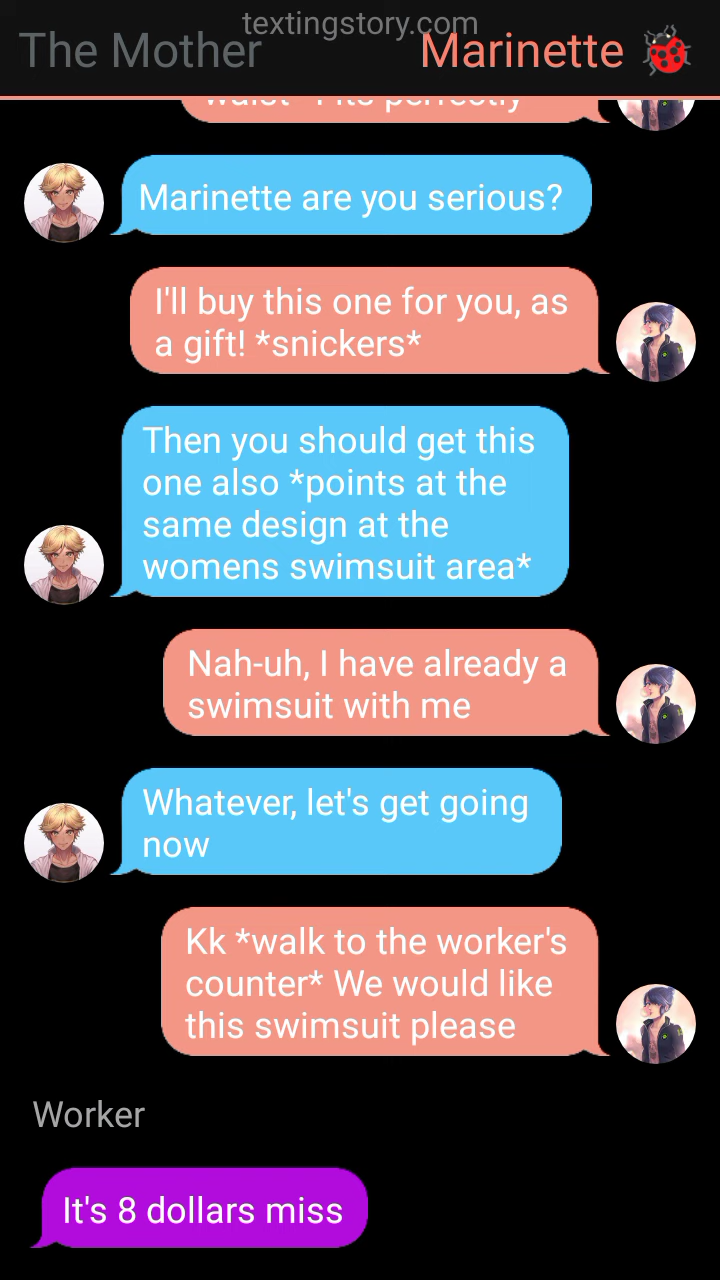 textingstory.com
The Mother
Marinette 🐞
waist* Fits perfectly
Marinette are you serious?
I'll buy this one for you, as
a gift! *snickers*
Then you should get this
one also *points at the
same design at the
womens swimsuit area*
Nah-uh, I have already a
swimsuit with me
Whatever, let's get going
now
Kk *walk to the worker's
counter* We would like
this swimsuit please
Worker
It's 8 dollars miss